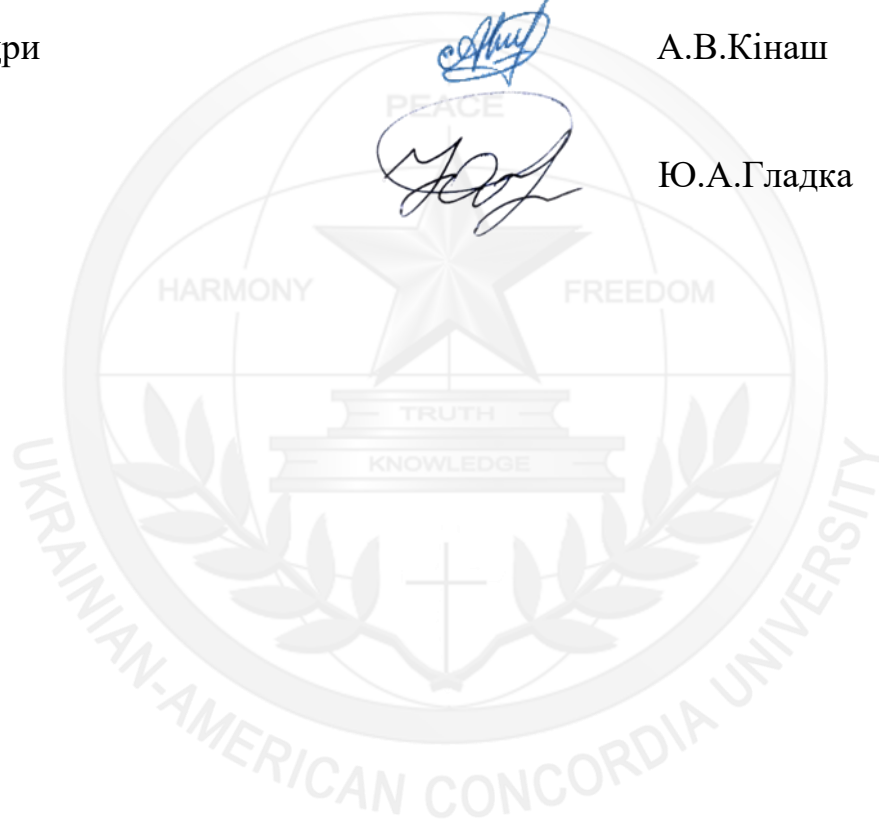 ри А.В.Кінаш
PEACE
Ю.А.Гладка
HARMONY FREEDOM
TRUTH
KNOWLEDGE
UKRAINIAN-AMERICAN CONCORDIA UNIVERSITY